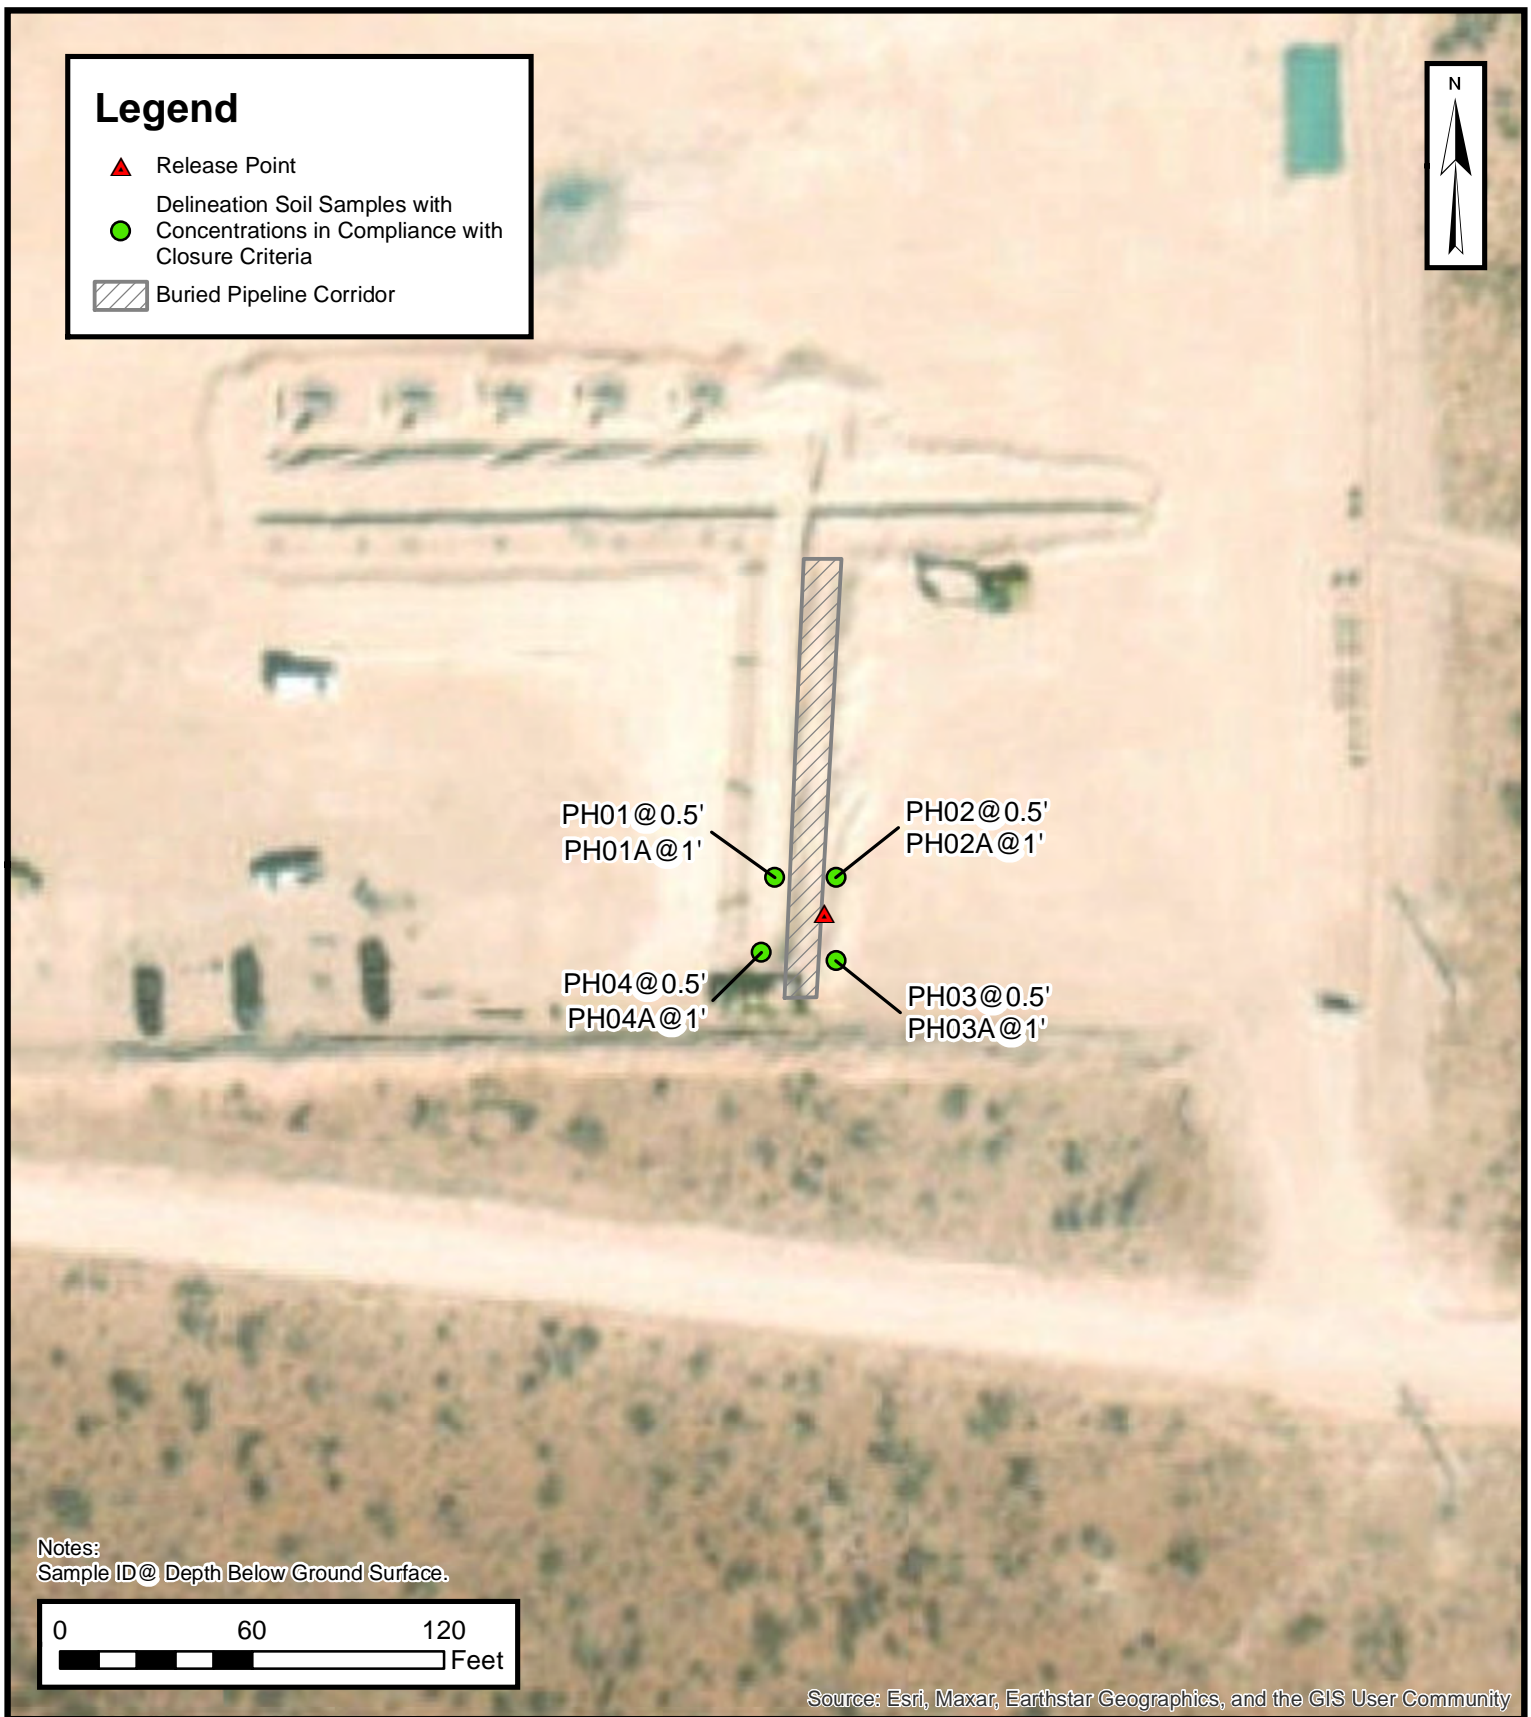 Legend
Release Point
Delineation Soil Samples with
Concentrations in Compliance with
Closure Criteria
Buried Pipeline Corridor
N
PH01@0.5'
PH01A@1'
PH02@0.5'
PH02A@1'
PH04@0.5'
PH04A@1'
PH03@0.5'
PH03A@1'
Notes:
Sample ID@ Depth Below Ground Surface.
0 60 120
Feet
Source: Esri, Maxar, Earthstar Geographics, and the GIS User Community